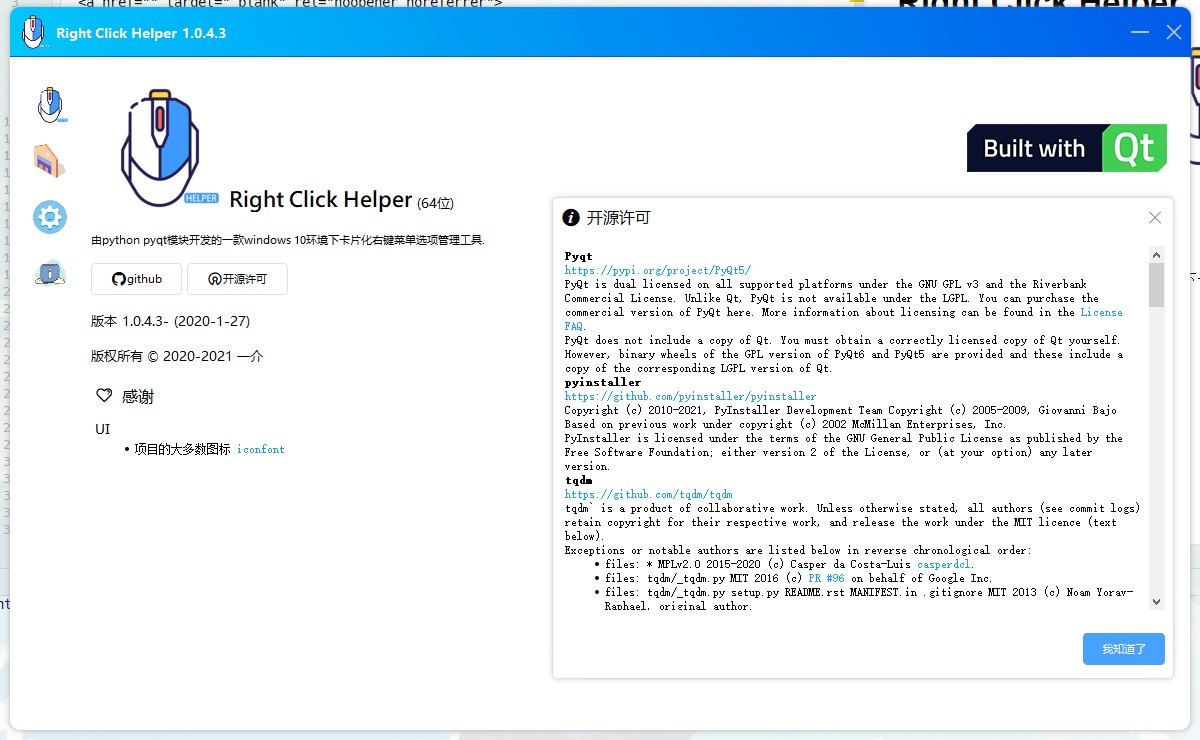 <a href="" target="_blank" rel="noopener noreferrer">
Right Click Helper 1.0.4.3
HELPER
Right Click Helper (64位)
由python pyqt模块开发的一款windows 10环境下卡片化右键菜单选项管理工具.
github
开源许可
版本 1.0.4.3- (2020-1-27)
版权所有 © 2020-2021 一介
感谢
UI
• 项目的大多数图标 iconfont
Built with Qt
开源许可
Pyqt
https://pypi.org/project/PyQt5/
PyQt is dual licensed on all supported platforms under the GNU GPL v3 and the Riverbank
Commercial License. Unlike Qt, PyQt is not available under the LGPL. You can purchase the
commercial version of PyQt here. More information about licensing can be found in the License
FAQ.
PyQt does not include a copy of Qt. You must obtain a correctly licensed copy of Qt yourself.
However, binary wheels of the GPL version of PyQt6 and PyQt5 are provided and these include a
copy of the corresponding LGPL version of Qt.
pyinstaller
https://github.com/pyinstaller/pyinstaller
Copyright (c) 2010-2021, PyInstaller Development Team Copyright (c) 2005-2009, Giovanni Bajo
Based on previous work under copyright (c) 2002 McMillan Enterprises, Inc.
PyInstaller is licensed under the terms of the GNU General Public License as published by the
Free Software Foundation; either version 2 of the License, or (at your option) any later
version.
tqdm
https://github.com/tqdm/tqdm
tqdm` is a product of collaborative work. Unless otherwise stated, all authors (see commit logs)
retain copyright for their respective work, and release the work under the MIT licence (text
below).
Exceptions or notable authors are listed below in reverse chronological order:
• files: * MPLv2.0 2015-2020 (c) Casper da Costa-Luis casperdcl.
• files: tqdm/_tqdm.py MIT 2016 (c) PR #96 on behalf of Google Inc.
• files: tqdm/_tqdm.py setup.py README.rst MANIFEST.in .gitignore MIT 2013 (c) Noam Yorav-
Raphael, original author.
我知道了